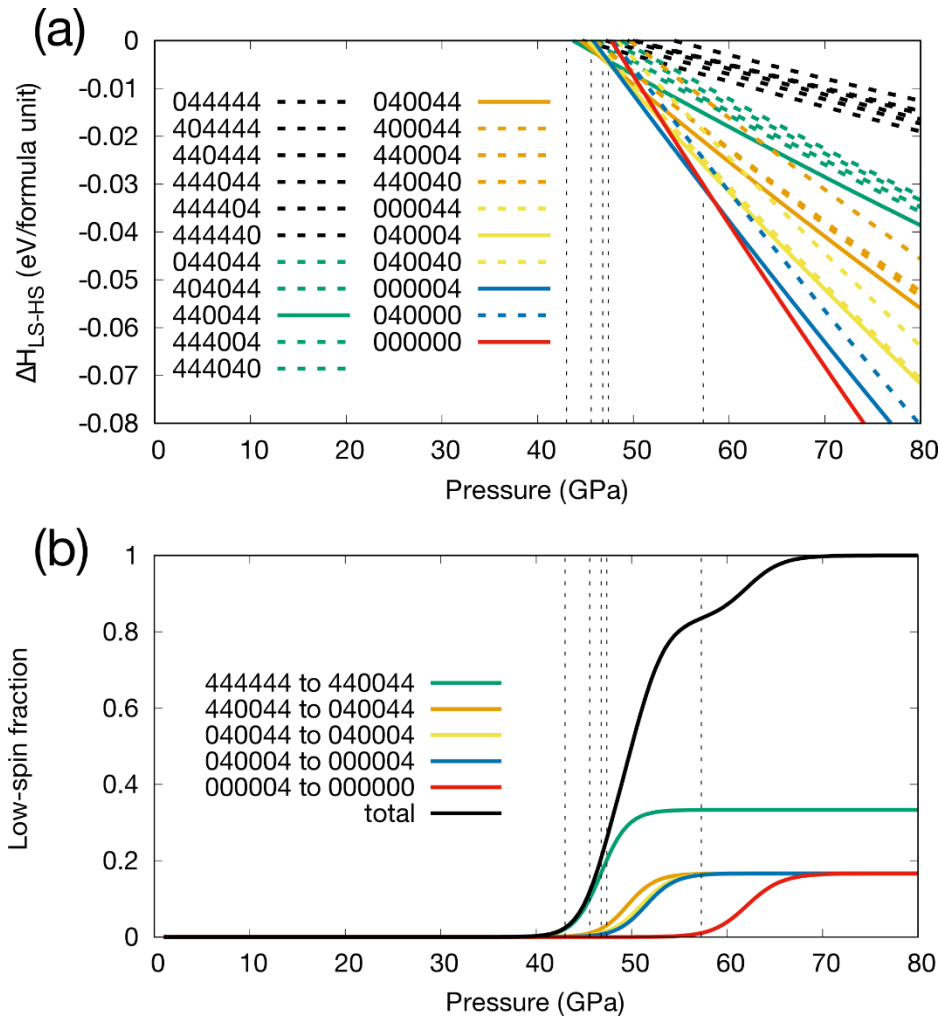 (a)
0
-0.01
-0.02
-0.03
-0.04
-0.05
-0.06
-0.07
-0.08
ΔH_LS-HS (eV/formula unit)
044444
404444
440444
444044
444404
444440
044044
404044
440044
444004
444040
040044
400044
440004
440040
000044
040004
040040
000004
040000
000000
0 10 20 30 40 50 60 70 80
Pressure (GPa)
(b)
1
0.8
0.6
0.4
0.2
0
Low-spin fraction
444444 to 440044
440044 to 040044
040044 to 040004
040004 to 000004
000004 to 000000
total
0 10 20 30 40 50 60 70 80
Pressure (GPa)